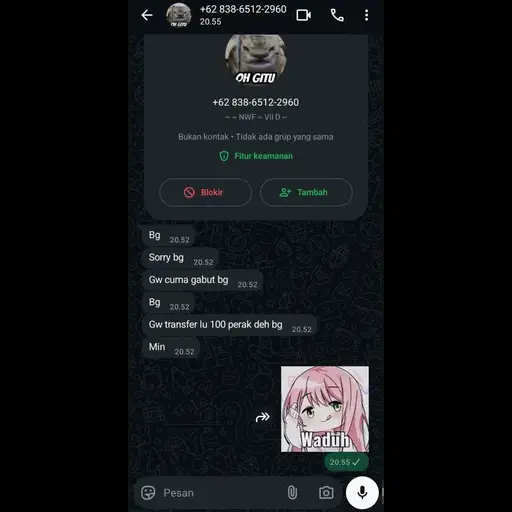 +62 838-6512-2960
20.55
OH GITU
OH GITU
+62 838-6512-2960
~ ~ NWF ~ VII D ~
Bukan kontak • Tidak ada grup yang sama
Fitur keamanan
Blokir
Tambah
Bg 20.52
Sorry bg 20.52
Gw cuma gabut bg 20.52
Bg 20.52
Gw transfer lu 100 perak deh bg 20.52
Min 20.52
Waduh
20.55
Pesan